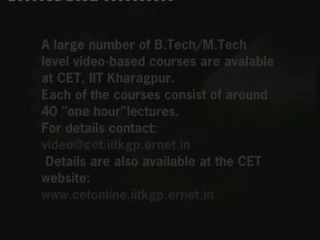 A large number of B.Tech/M.Tech
level video-based courses are avalable
at CET, IIT Kharagpur.
Each of the courses consist of around
40 "one hour"lectures.
For details contact:
video@cet.iitkgp.ernet.in
Details are also available at the CET
website:
www.cetonline.iitkgp.ernet.in